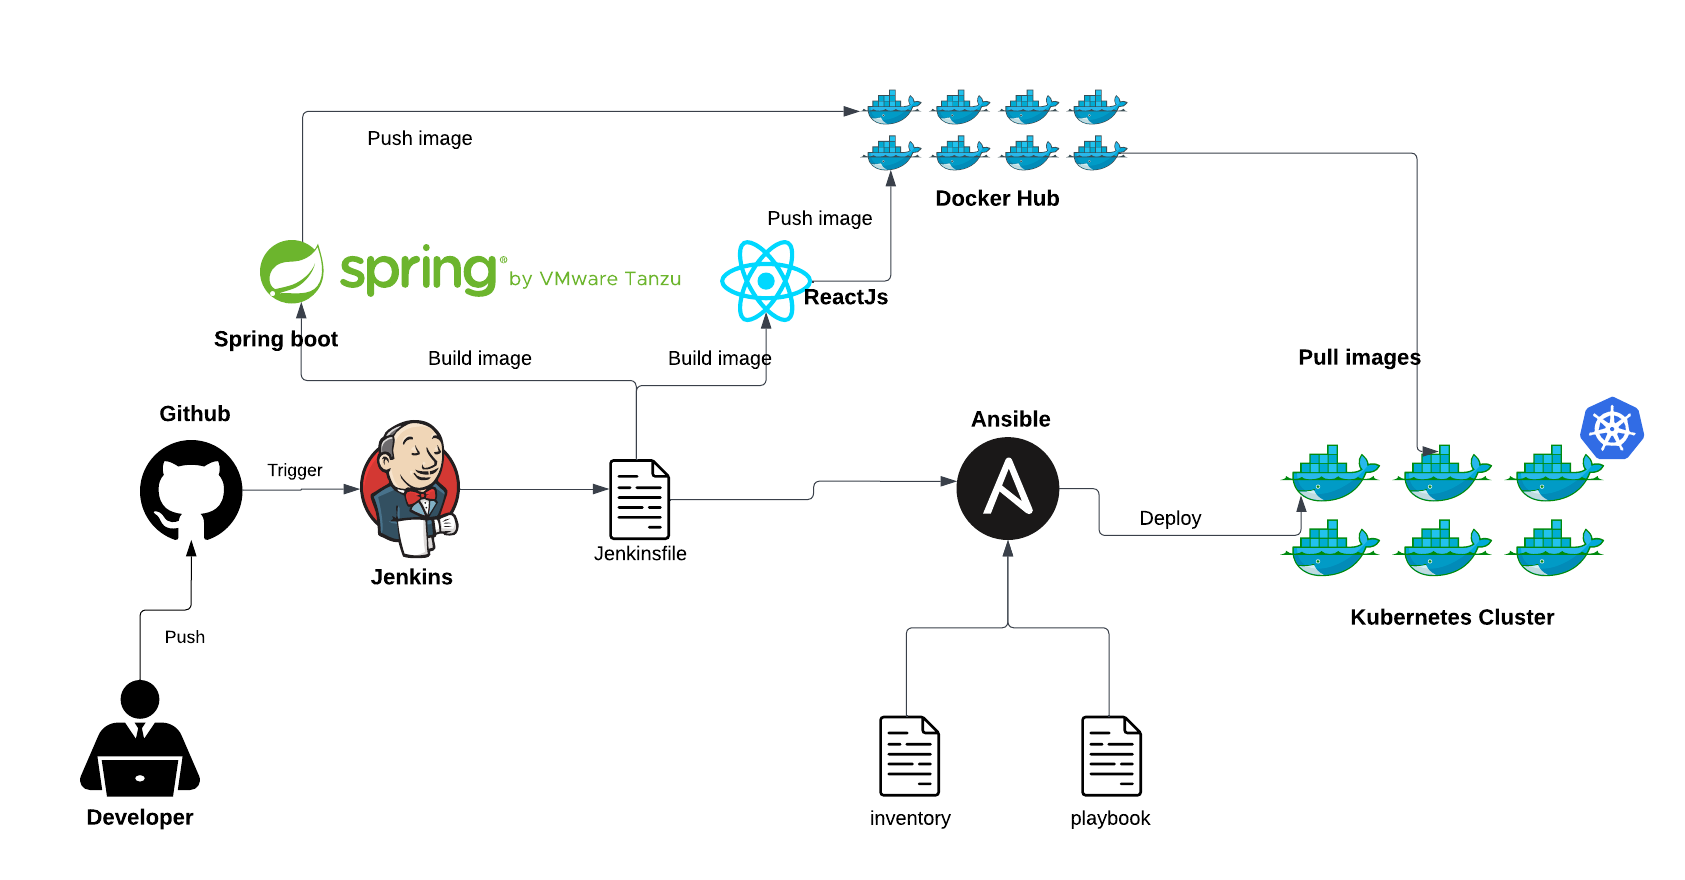 Push image
Docker Hub
Push image
spring® by VMware Tanzu
ReactJs
Spring boot
Build image
Build image
Pull images
Github
Ansible
Trigger
Deploy
Jenkinsfile
Jenkins
Kubernetes Cluster
Push
Developer
inventory
playbook